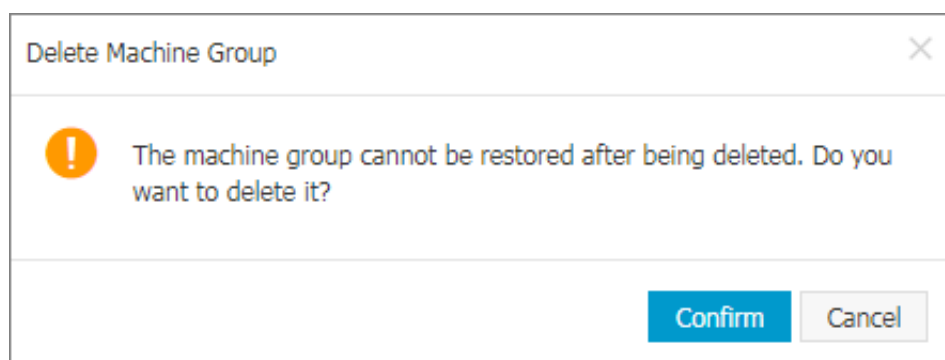 Delete Machine Group
The machine group cannot be restored after being deleted. Do you
want to delete it?
Confirm
Cancel